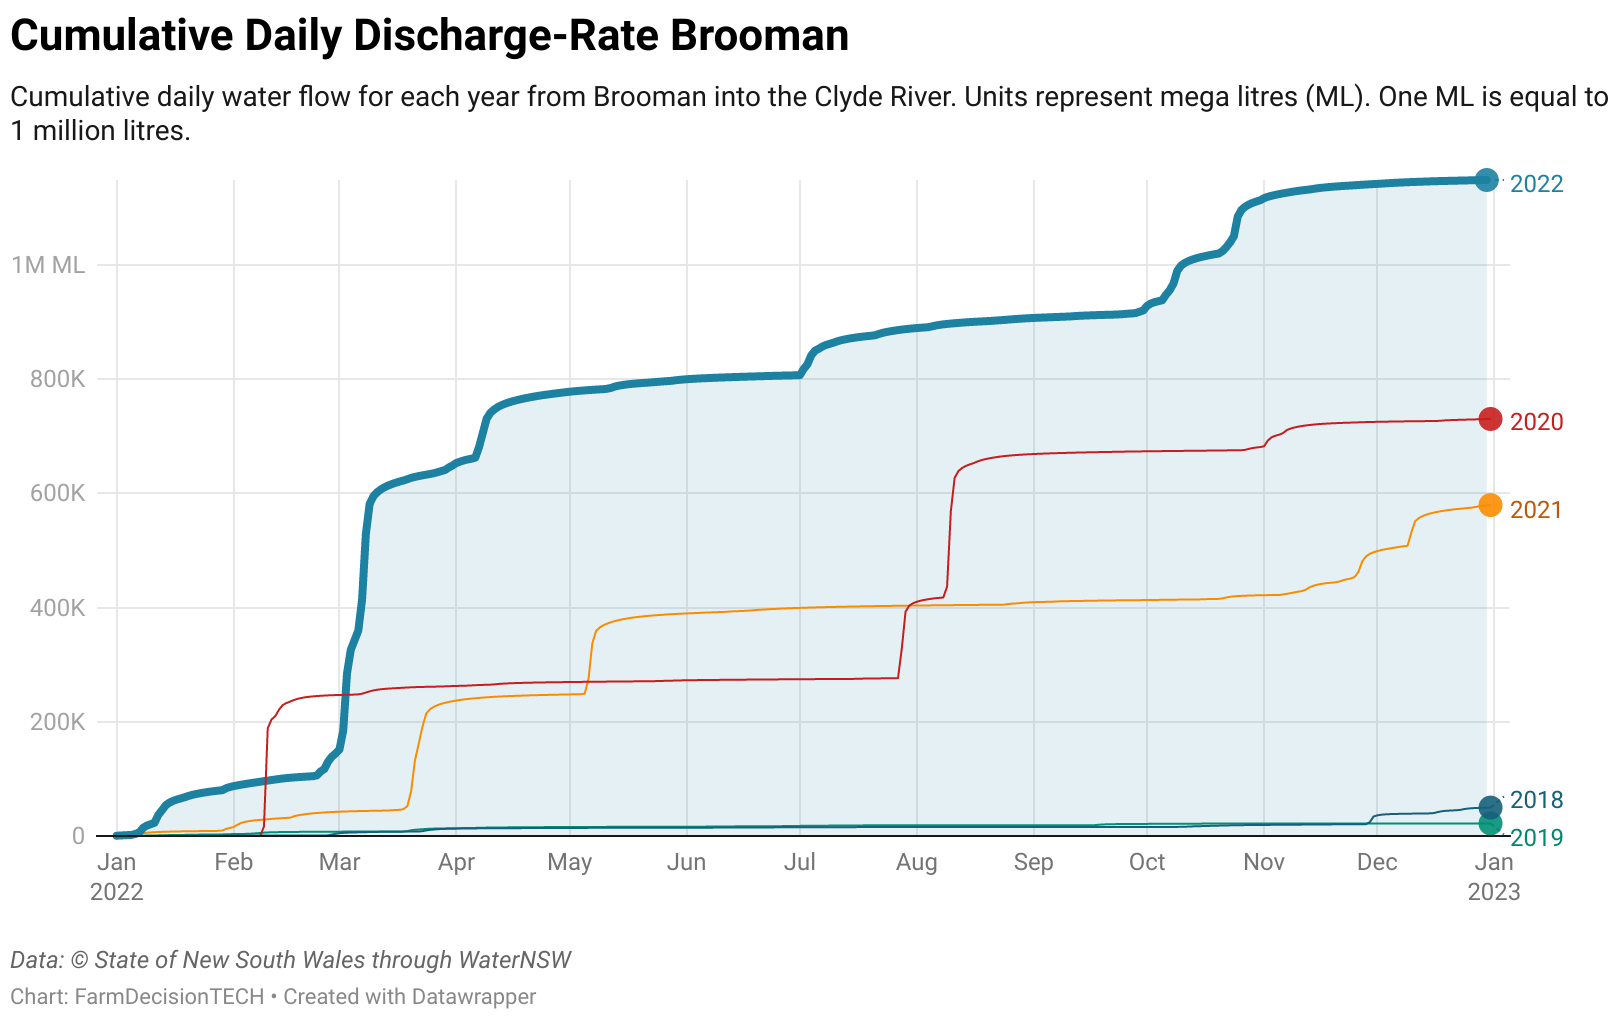 Cumulative Daily Discharge-Rate Brooman
Cumulative daily water flow for each year from Brooman into the Clyde River. Units represent mega litres (ML). One ML is equal to
1 million litres.
2022
1M ML
800K
2020
600K
2021
400K
200K
2018
0
2019
Jan Feb Mar Apr May Jun Jul Aug Sep Oct Nov Dec Jan
2022 2023
Data: © State of New South Wales through WaterNSW
Chart: FarmDecisionTECH • Created with Datawrapper